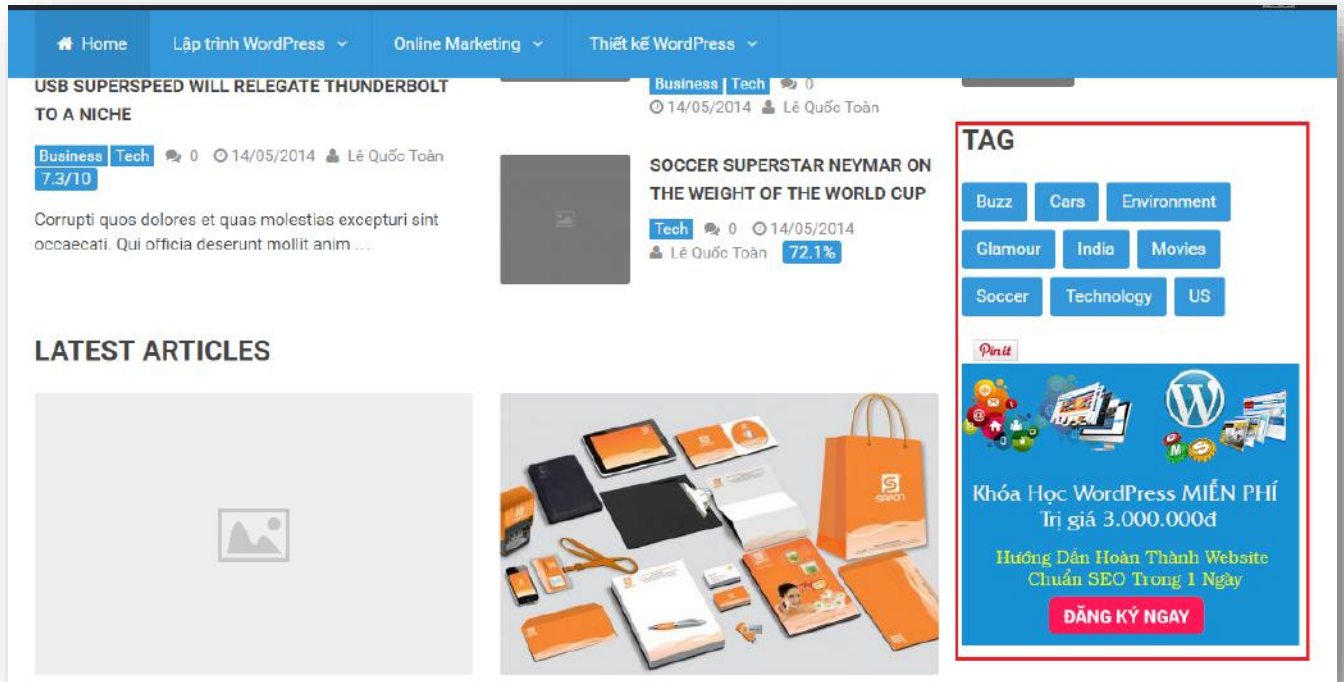 Home
Lập trình WordPress
Online Marketing
Thiết kế WordPress
USB SUPERSPEED WILL RELEGATE THUNDERBOLT
TO A NICHE
Business Tech 0 14/05/2014 Lê Quốc Toàn
7.3/10
Corrupti quos dolores et quas molestias excepturi sint
occaecati. Qui officia deserunt mollit anim ...
Business Tech 0
14/05/2014 Lê Quốc Toàn
SOCCER SUPERSTAR NEYMAR ON
THE WEIGHT OF THE WORLD CUP
Tech 0 14/05/2014
Lê Quốc Toàn 72.1%
TAG
Buzz Cars Environment
Glamour India Movies
Soccer Technology US
Pin it
Khóa Học WordPress MIỄN PHÍ
Trị giá 3.000.000đ
Hướng Dẫn Hoàn Thành Website
Chuẩn SEO Trong 1 Ngày
ĐĂNG KÝ NGAY
LATEST ARTICLES
SAPON